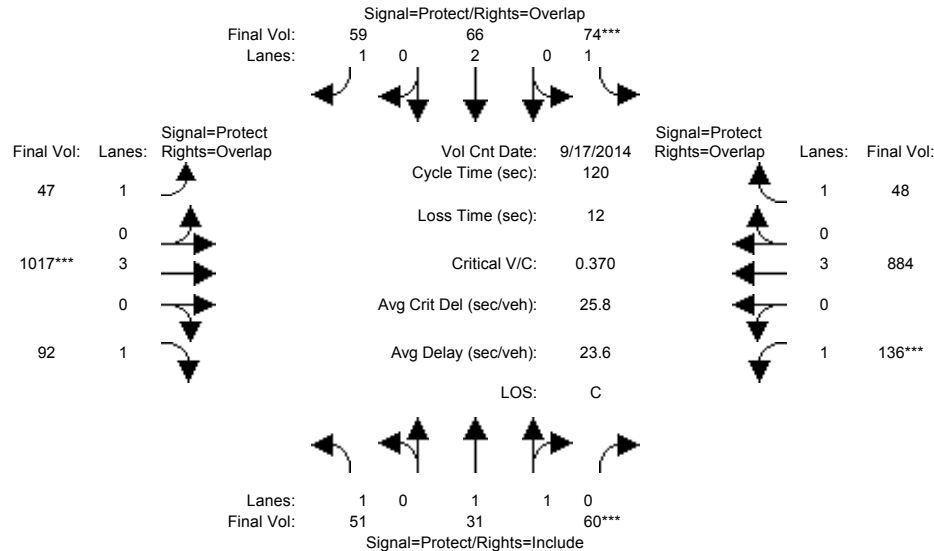 Signal=Protect/Rights=Overlap
Final Vol: 59 66 74***
Lanes: 1 0 2 0 1
Signal=Protect
Final Vol: Lanes: Rights=Overlap
Vol Cnt Date: 9/17/2014
Signal=Protect
Rights=Overlap Lanes: Final Vol:
Cycle Time (sec): 120
47 1 1 48
Loss Time (sec): 12
0 0
1017*** 3 Critical V/C: 0.370 3 884
0 Avg Crit Del (sec/veh): 25.8 0
92 1 Avg Delay (sec/veh): 23.6 1 136***
LOS: C
Lanes: 1 0 1 1 0
Final Vol: 51 31 60***
Signal=Protect/Rights=Include